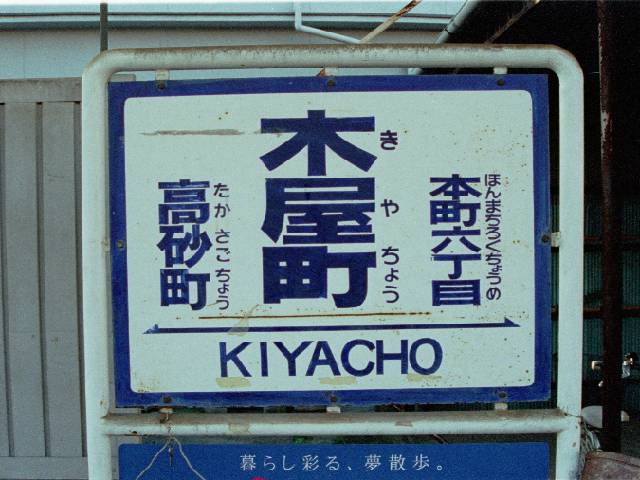 木屋町
きやちょう
高砂町
たかさごちょう
本町六丁目
ほんまちろくちょうめ
KIYACHO
暮らし彩る、夢散歩。